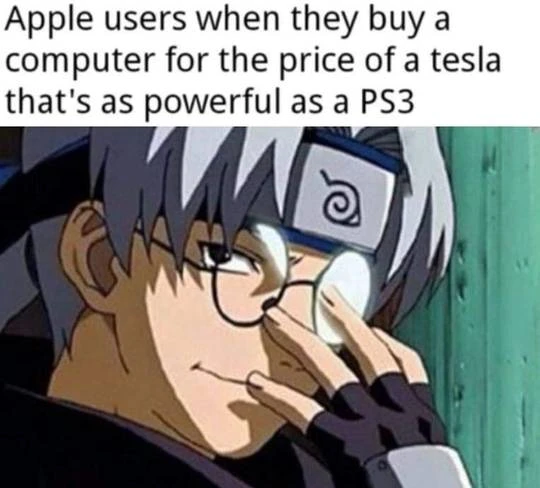 Apple users when they buy a
computer for the price of a tesla
that's as powerful as a PS3